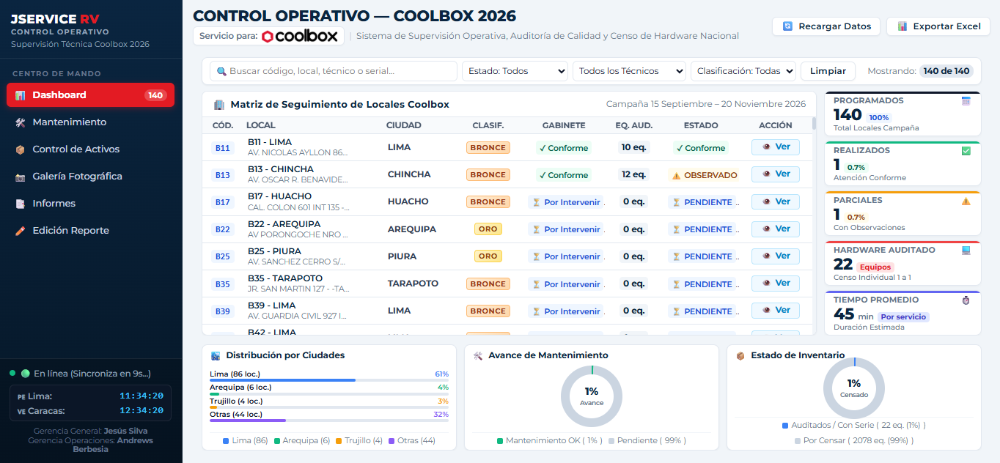 JSERVICE RV
CONTROL OPERATIVO
Supervisión Técnica Coolbox 2026
CENTRO DE MANDO
Dashboard 140
Mantenimiento
Control de Activos
Galería Fotográfica
Informes
Edición Reporte
En línea (Sincroniza en 9s...)
PE Lima: 11:34:20
VE Caracas: 12:34:20
Gerencia General: Jesús Silva
Gerencia Operaciones: Andrews
Berbesia
CONTROL OPERATIVO — COOLBOX 2026
Servicio para: coolbox | Sistema de Supervisión Operativa, Auditoría de Calidad y Censo de Hardware Nacional
Recargar Datos
Exportar Excel
Buscar código, local, técnico o serial...
Estado: Todos
Todos los Técnicos
Clasificación: Todas
Limpiar
Mostrando: 140 de 140
Matriz de Seguimiento de Locales Coolbox
Campaña 15 Septiembre – 20 Noviembre 2026
CÓD. LOCAL CIUDAD CLASIF. GABINETE EQ. AUD. ESTADO ACCIÓN
B11 B11 - LIMA LIMA BRONCE ✓ Conforme 10 eq. ✓ Conforme Ver
AV. NICOLAS AYLLON 86...
B13 B13 - CHINCHA CHINCHA BRONCE ✓ Conforme 12 eq. OBSERVADO Ver
AV. OSCAR R. BENAVIDE...
B17 B17 - HUACHO HUACHO BRONCE Por Intervenir . 0 eq. PENDIENTE .. Ver
CAL. COLON 601 INT 135 -...
B22 B22 - AREQUIPA AREQUIPA ORO Por Intervenir . 0 eq. PENDIENTE .. Ver
AV PORONGOCHE NRO ...
B25 B25 - PIURA PIURA ORO Por Intervenir . 0 eq. PENDIENTE .. Ver
AV. SANCHEZ CERRO S/...
B35 B35 - TARAPOTO TARAPOTO BRONCE Por Intervenir . 0 eq. PENDIENTE .. Ver
JR. SAN MARTIN 127 - -TA...
B39 B39 - LIMA LIMA BRONCE Por Intervenir . 0 eq. PENDIENTE .. Ver
AV. GUARDIA CIVIL 927 I...
B42 - LIMA
PROGRAMADOS
140 100%
Total Locales Campaña
REALIZADOS
1 0.7%
Atención Conforme
PARCIALES
1 0.7%
Con Observaciones
HARDWARE AUDITADO
22 Equipos
Censo Individual 1 a 1
TIEMPO PROMEDIO
45 min Por servicio
Duración Estimada
Distribución por Ciudades
Lima (86 loc.) 61%
Arequipa (6 loc.) 4%
Trujillo (4 loc.) 3%
Otras (44 loc.) 32%
Lima (86) Arequipa (6) Trujillo (4) Otras (44)
Avance de Mantenimiento
1%
Avance
Mantenimiento OK ( 1% ) Pendiente ( 99% )
Estado de Inventario
1%
Censado
Auditados / Con Serie ( 22 eq. (1%) )
Por Censar ( 2078 eq. (99%) )